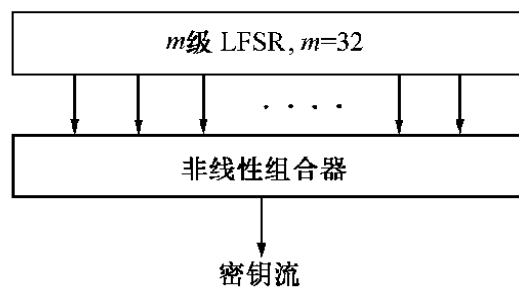 m级 LFSR, m=32
. . . .
非线性组合器
密钥流